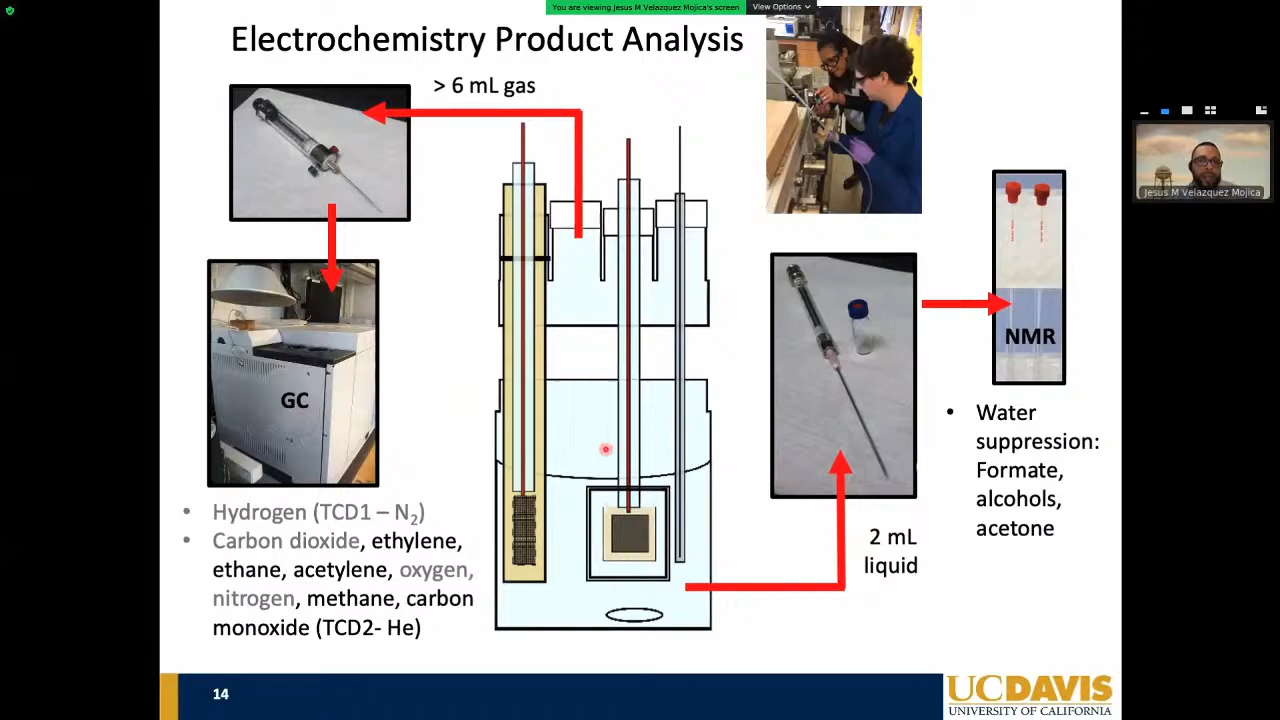 You are viewing Jesus M Velazquez Mojica's screen
View Options
Electrochemistry Product Analysis
> 6 mL gas
Jesus M Velazquez Mojica
GC
NMR
• Hydrogen (TCD1 – N₂)
• Carbon dioxide, ethylene,
ethane, acetylene, oxygen,
nitrogen, methane, carbon
monoxide (TCD2- He)
2 mL
liquid
• Water
suppression:
Formate,
alcohols,
acetone
14
UCDAVIS
UNIVERSITY OF CALIFORNIA